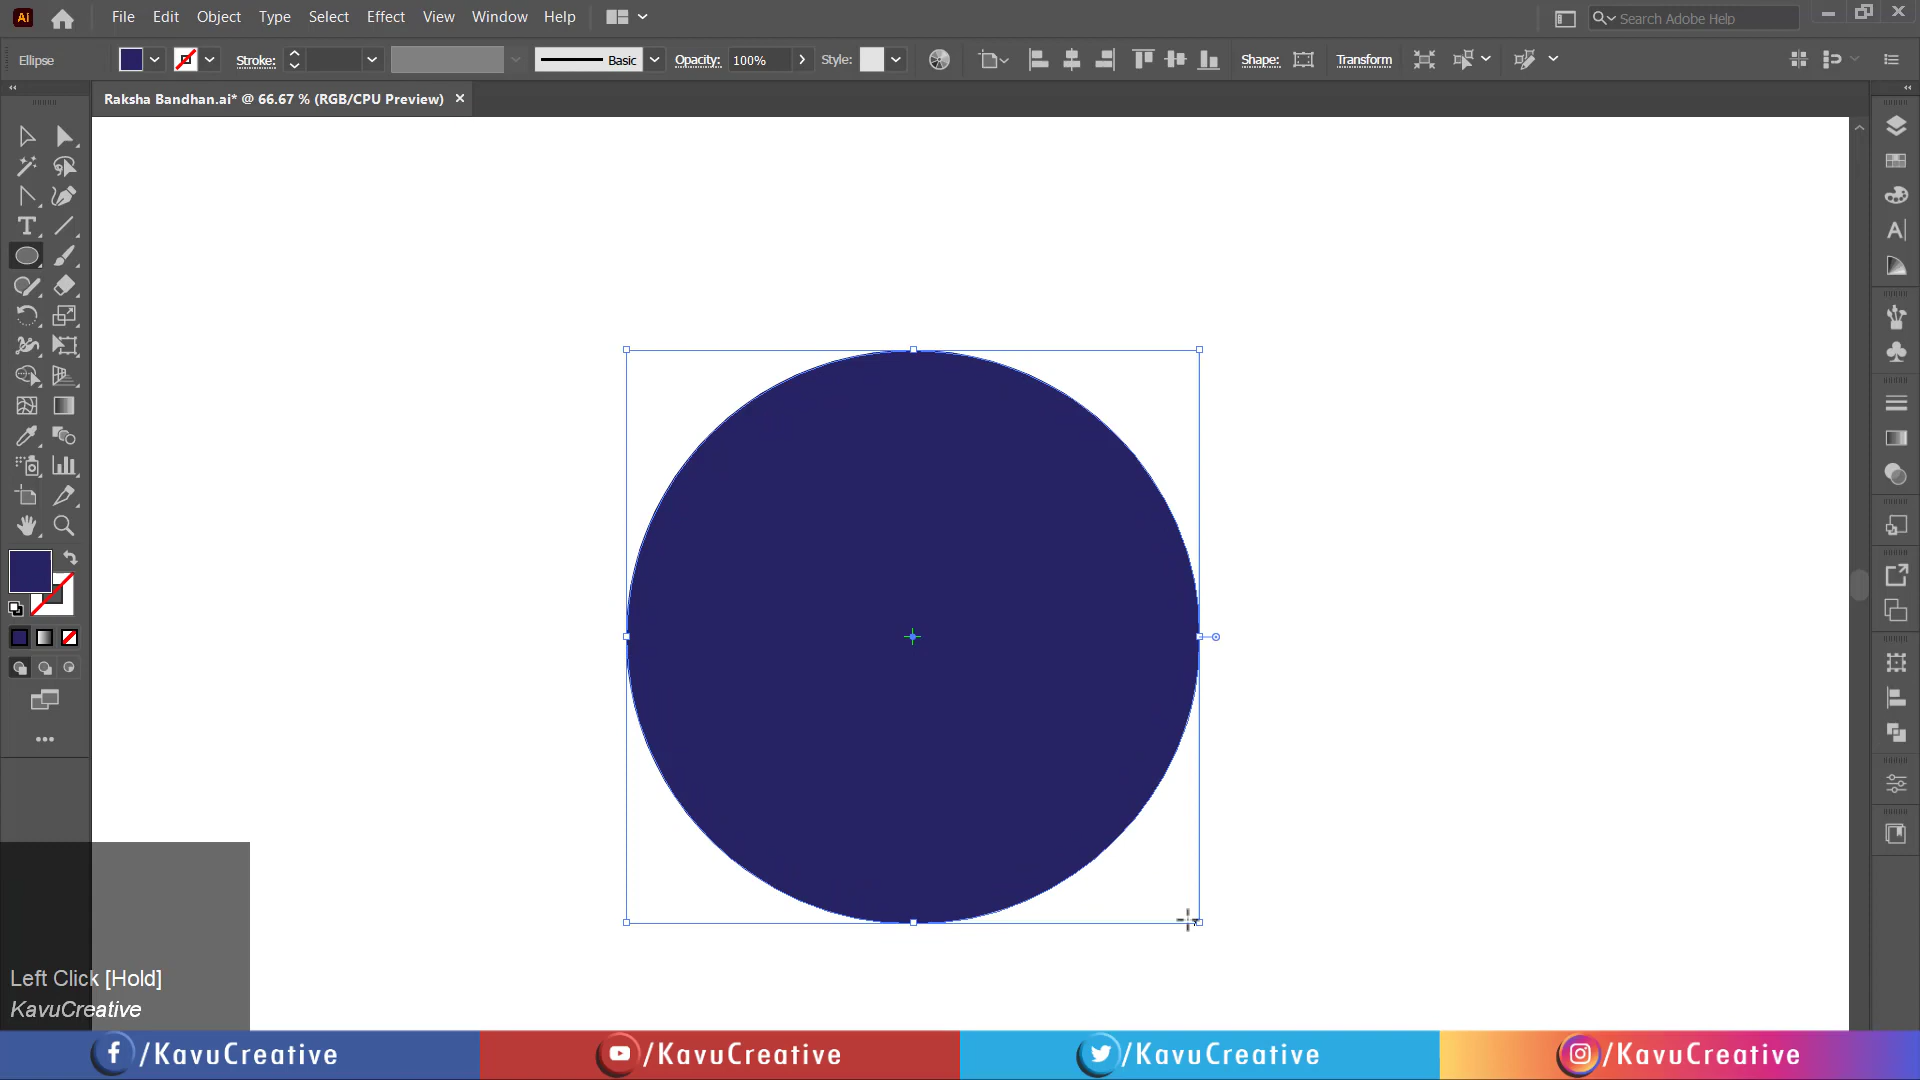 Ai File Edit Object Type Select Effect View Window Help Search Adobe Help
Ellipse Stroke: Basic Opacity: 100% Style: Shape: Transform
Raksha Bandhan.ai* @ 66.67 % (RGB/CPU Preview)
Left Click [Hold]
KavuCreative
/KavuCreative /KavuCreative /KavuCreative /KavuCreative